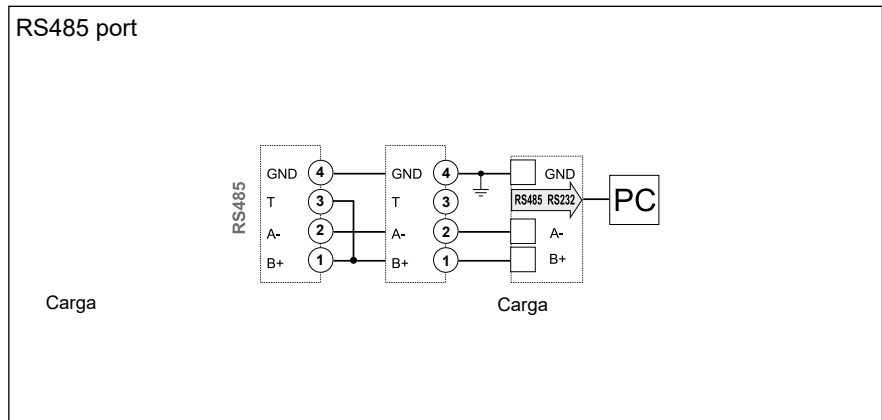 RS485 port
RS485
GND 4
T 3
A- 2
B+ 1
GND 4
T 3
A- 2
B+ 1
GND
RS485 RS232
A-
B+
PC
Carga
Carga